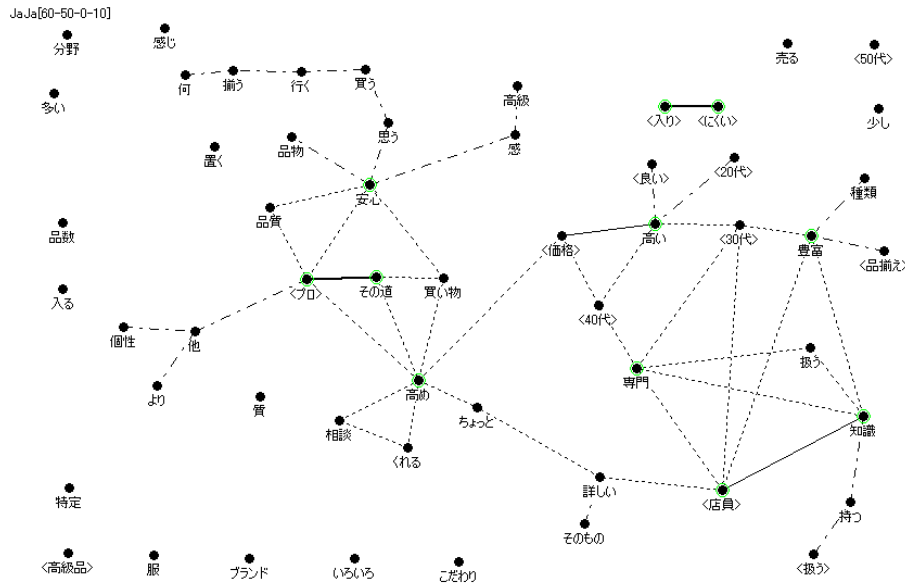 JaJa[60-50-0-10]
分野
感じ
売る
<50代>
何
揃う
行く
買う
高級
多い
<入り>
<にくい>
少し
思う
品物
感
置く
<良い>
<20代>
種類
安心
品質
品数
<価格>
高い
<30代>
豊富
<品揃え>
<プロ>
その道
買い物
入る
<40代>
個性
他
扱う
専門
より
高め
質
ちょっと
相談
知識
くれる
詳しい
特定
<店員>
持つ
そのもの
<高級品>
服
ブランド
いろいろ
こだわり
<扱う>